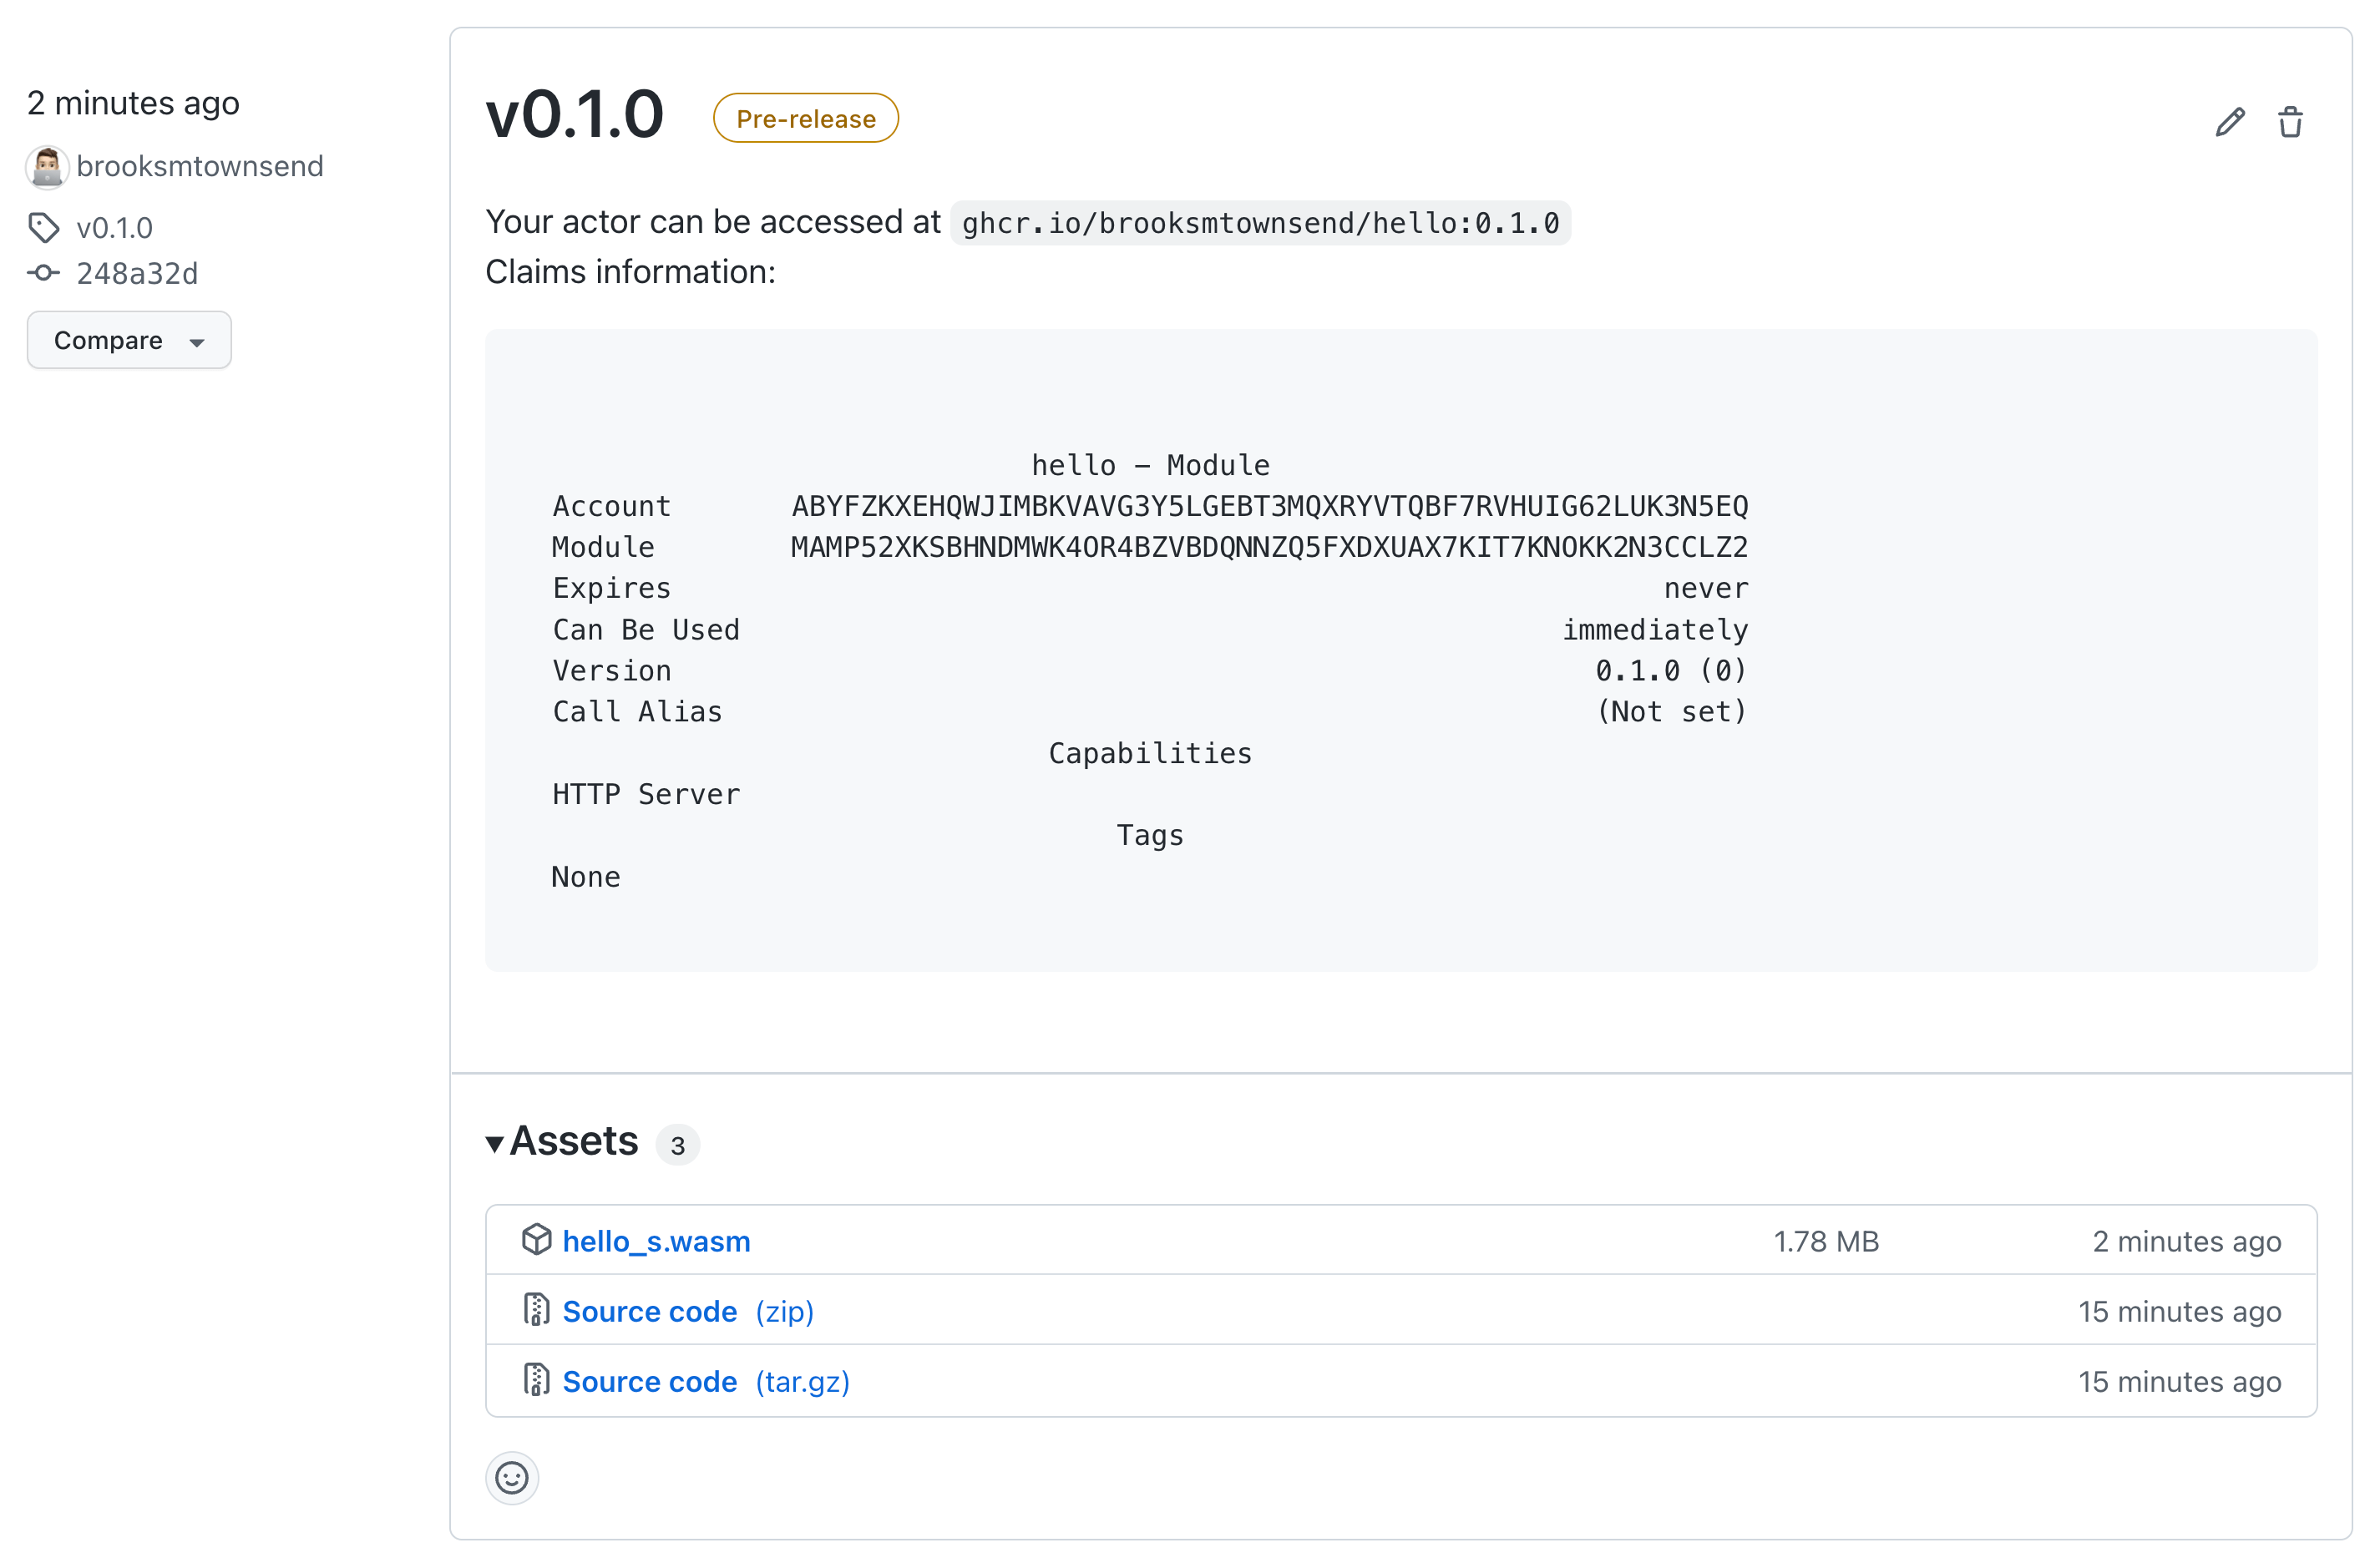 2 minutes ago
brooksmtownsend
v0.1.0
248a32d
Compare
v0.1.0 Pre-release
Your actor can be accessed at ghcr.io/brooksmtownsend/hello:0.1.0
Claims information:
hello - Module
Account ABYFZKXEHQWJIMBKVAVG3Y5LGEBT3MQXRYVTQBF7RVHUIG62LUK3N5EQ
Module MAMP52XKSBHNDMWK4OR4BZVBDQNNZQ5FXDXUAX7KIT7KNOKK2N3CCLZ2
Expires never
Can Be Used immediately
Version 0.1.0 (0)
Call Alias (Not set)
Capabilities
HTTP Server
Tags
None
Assets 3
hello_s.wasm 1.78 MB 2 minutes ago
Source code (zip) 15 minutes ago
Source code (tar.gz) 15 minutes ago